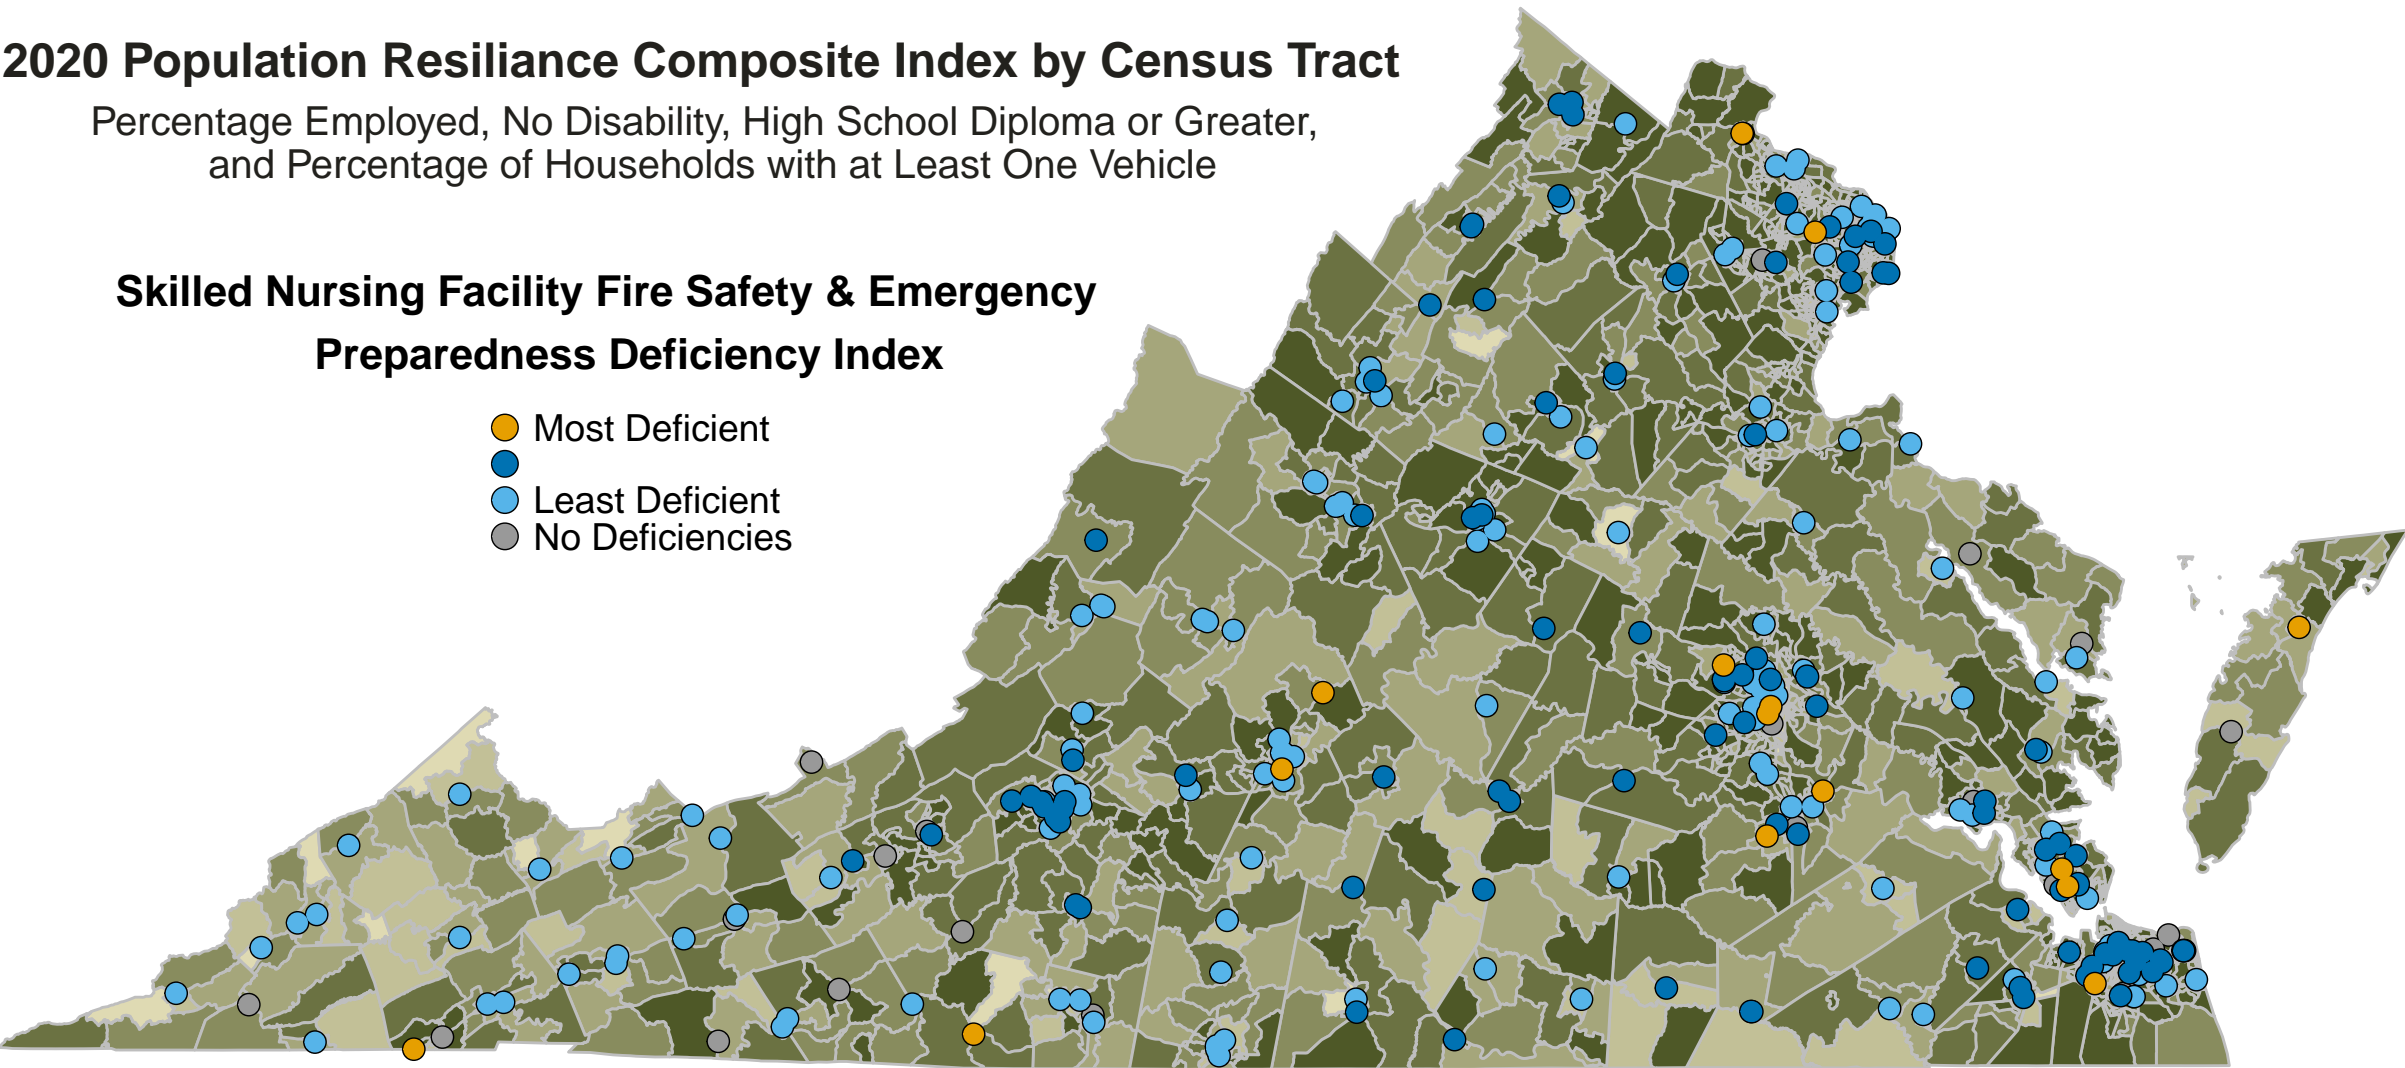 2020 Population Resiliance Composite Index by Census Tract
Percentage Employed, No Disability, High School Diploma or Greater,
and Percentage of Households with at Least One Vehicle
Skilled Nursing Facility Fire Safety & Emergency
Preparedness Deficiency Index
Most Deficient
Least Deficient
No Deficiencies